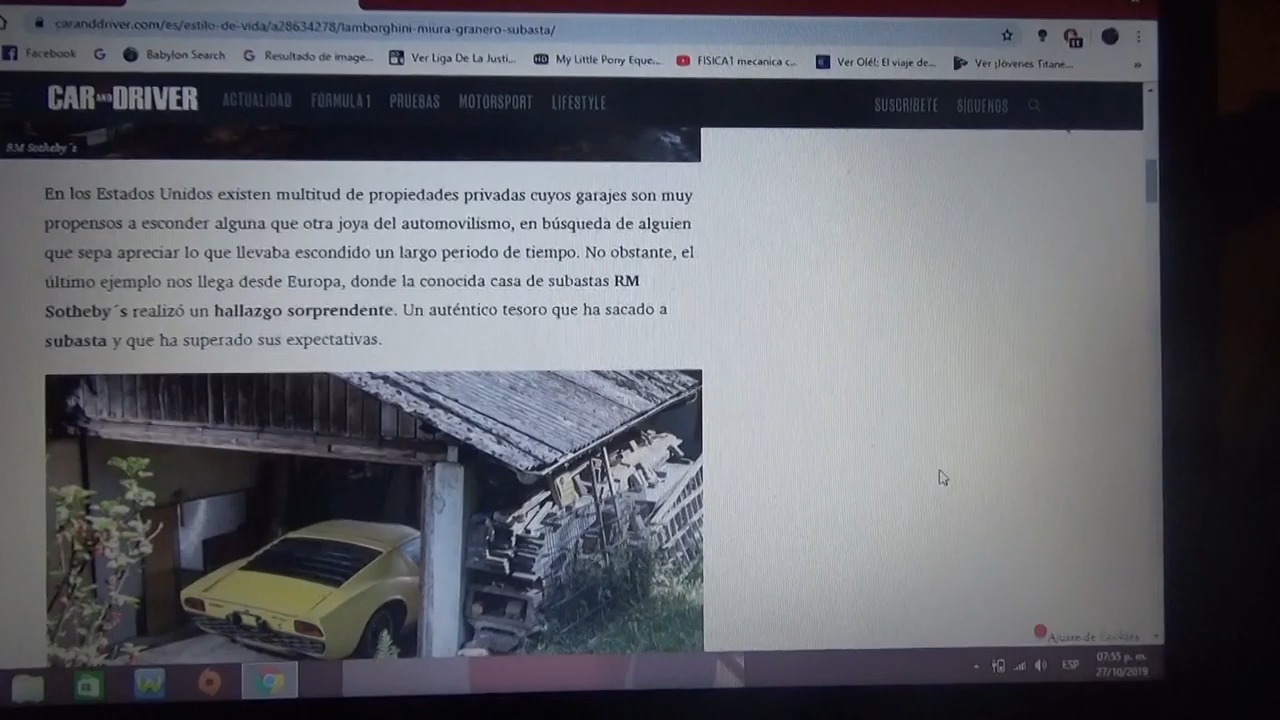 caranddriver.com/es/estilo-de-vida/a28634278/lamborghini-miura-granero-subasta/
Facebook Babylon Search Resultado de image... Ver Liga De La Justi... My Little Pony Eque... FISICA1 mecanica c... Ver Olé!: El viaje de... Ver ¡Jóvenes Titane... »
CAR AND DRIVER ACTUALIDAD FÓRMULA 1 PRUEBAS MOTORSPORT LIFESTYLE SUSCRÍBETE SÍGUENOS
RM Sotheby´s
En los Estados Unidos existen multitud de propiedades privadas cuyos garajes son muy
propensos a esconder alguna que otra joya del automovilismo, en búsqueda de alguien
que sepa apreciar lo que llevaba escondido un largo periodo de tiempo. No obstante, el
último ejemplo nos llega desde Europa, donde la conocida casa de subastas RM
Sotheby´s realizó un hallazgo sorprendente. Un auténtico tesoro que ha sacado a
subasta y que ha superado sus expectativas.
Ajuste de Cookies
ESP 07:55 p. m.
27/10/2019